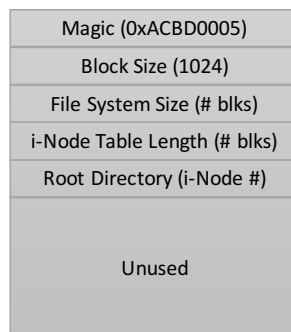 Magic (0xACBD0005)
Block Size (1024)
File System Size (# blks)
i-Node Table Length (# blks)
Root Directory (i-Node #)
Unused